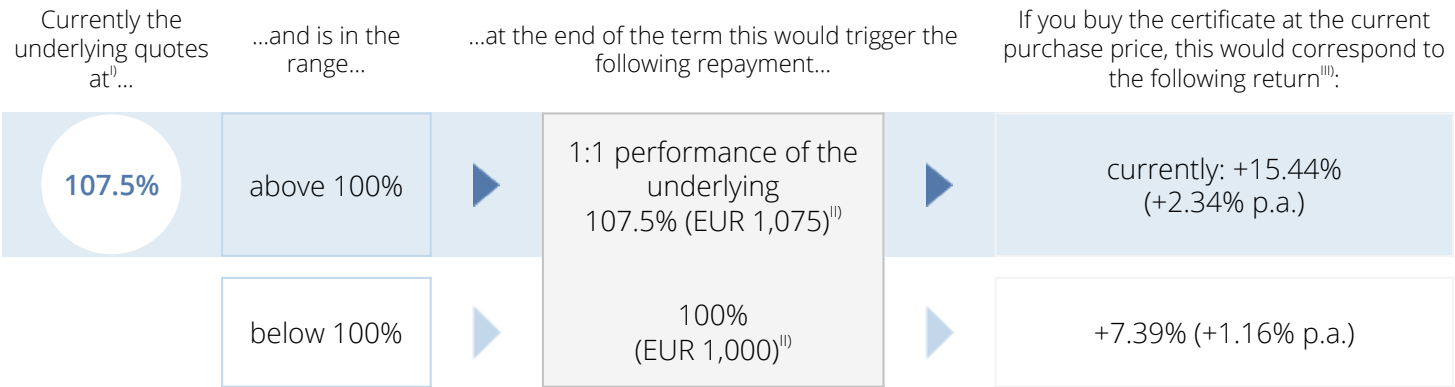 Currently the
underlying quotes
at^I)...
...and is in the
range...
...at the end of the term this would trigger the
following repayment...
If you buy the certificate at the current
purchase price, this would correspond to
the following return^III):
107.5%
above 100%
1:1 performance of the
underlying
107.5% (EUR 1,075)^II)
currently: +15.44%
(+2.34% p.a.)
below 100%
100%
(EUR 1,000)^II)
+7.39% (+1.16% p.a.)